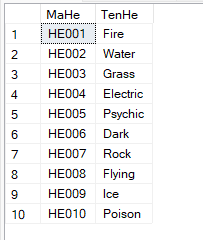 MaHe TenHe
1 HE001 Fire
2 HE002 Water
3 HE003 Grass
4 HE004 Electric
5 HE005 Psychic
6 HE006 Dark
7 HE007 Rock
8 HE008 Flying
9 HE009 Ice
10 HE010 Poison